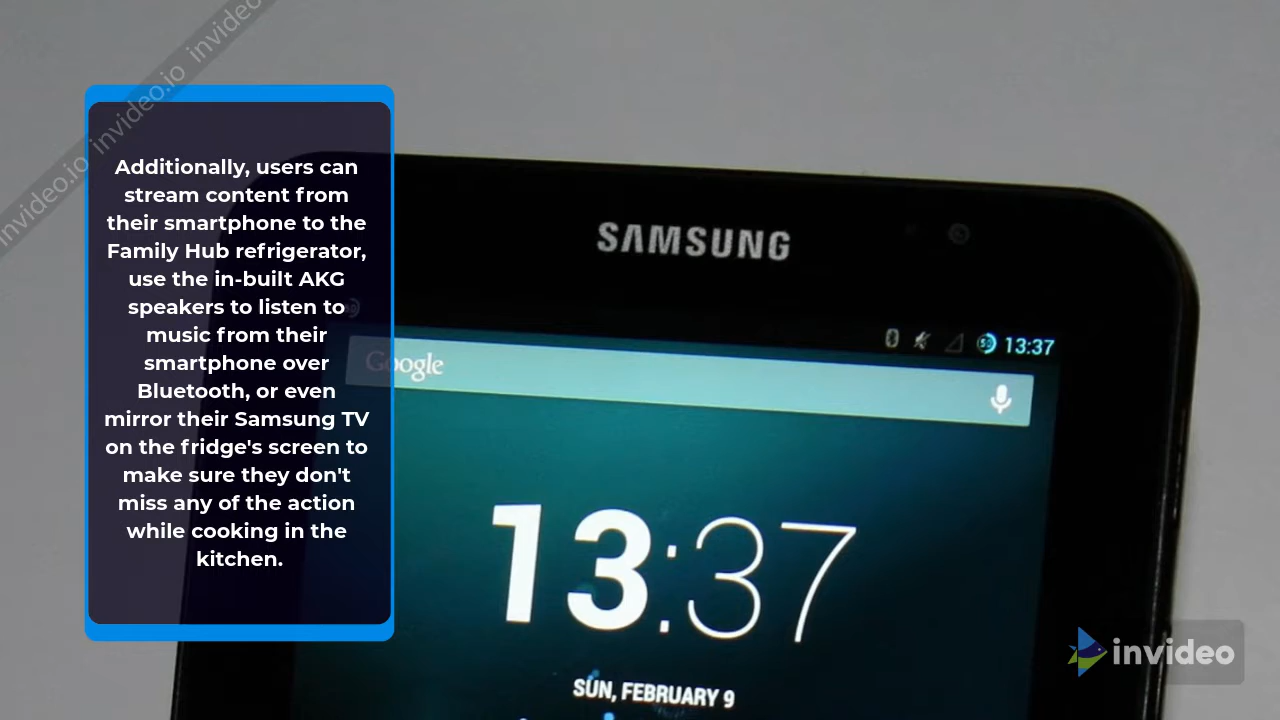 invideo.io invideo.io invideo
Additionally, users can
stream content from
their smartphone to the
Family Hub refrigerator,
use the in-built AKG
speakers to listen to
music from their
smartphone over
Bluetooth, or even
mirror their Samsung TV
on the fridge's screen to
make sure they don't
miss any of the action
while cooking in the
kitchen.
SAMSUNG
13:37
Google
13:37
SUN, FEBRUARY 9
invideo